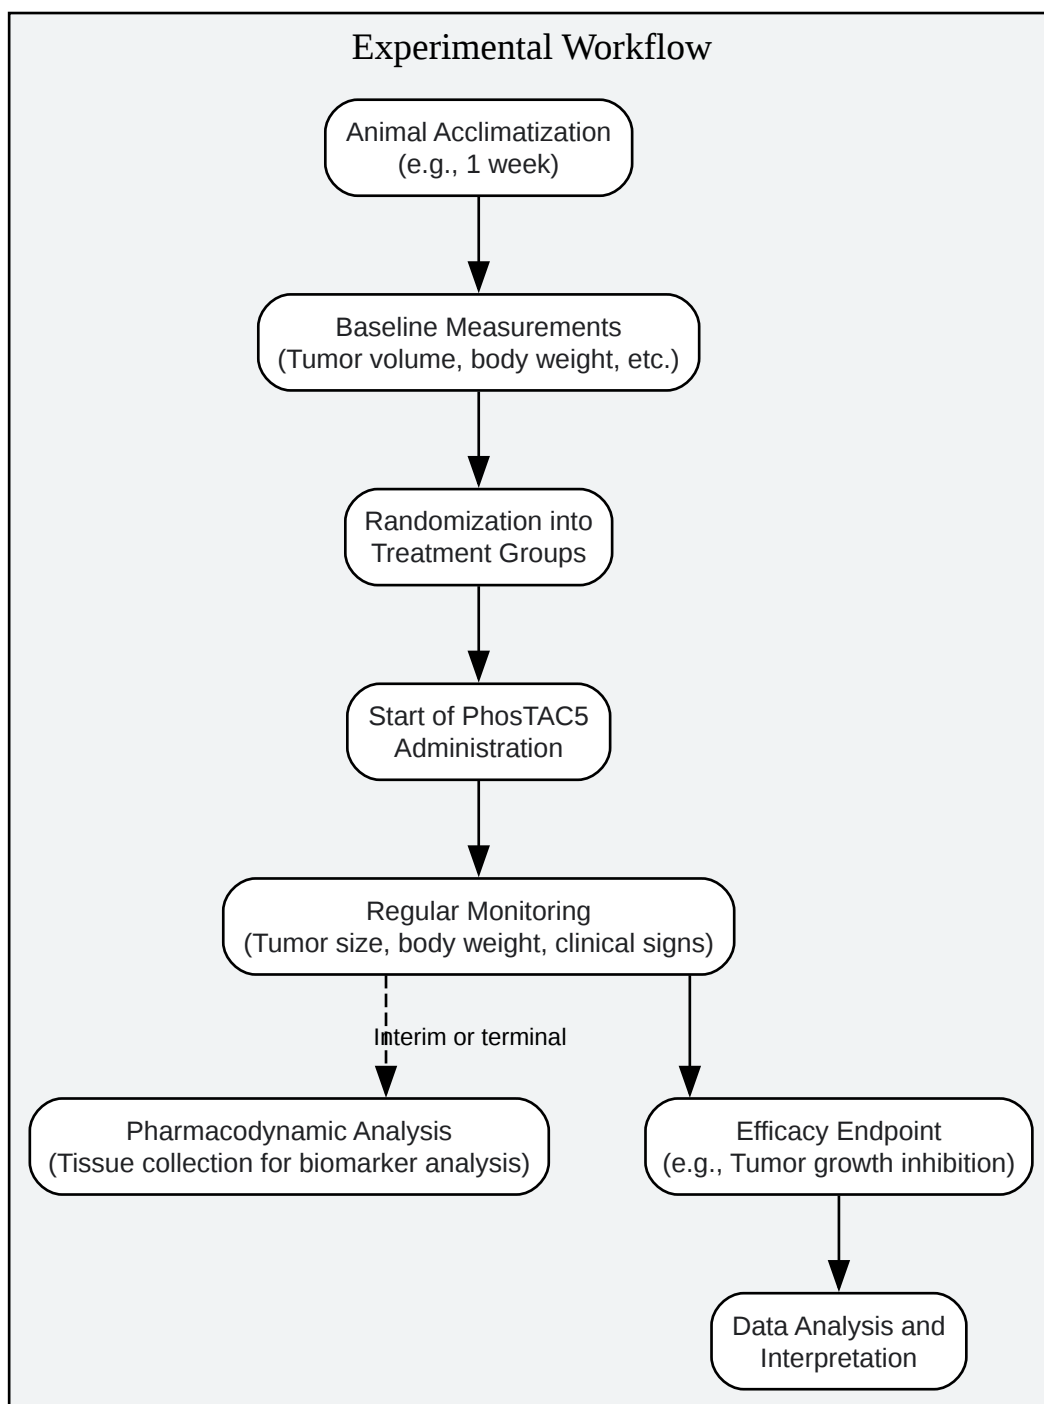 Experimental Workflow
Animal Acclimatization
(e.g., 1 week)
Baseline Measurements
(Tumor volume, body weight, etc.)
Randomization into
Treatment Groups
Start of PhosTAC5
Administration
Regular Monitoring
(Tumor size, body weight, clinical signs)
Interim or terminal
Pharmacodynamic Analysis
(Tissue collection for biomarker analysis)
Efficacy Endpoint
(e.g., Tumor growth inhibition)
Data Analysis and
Interpretation